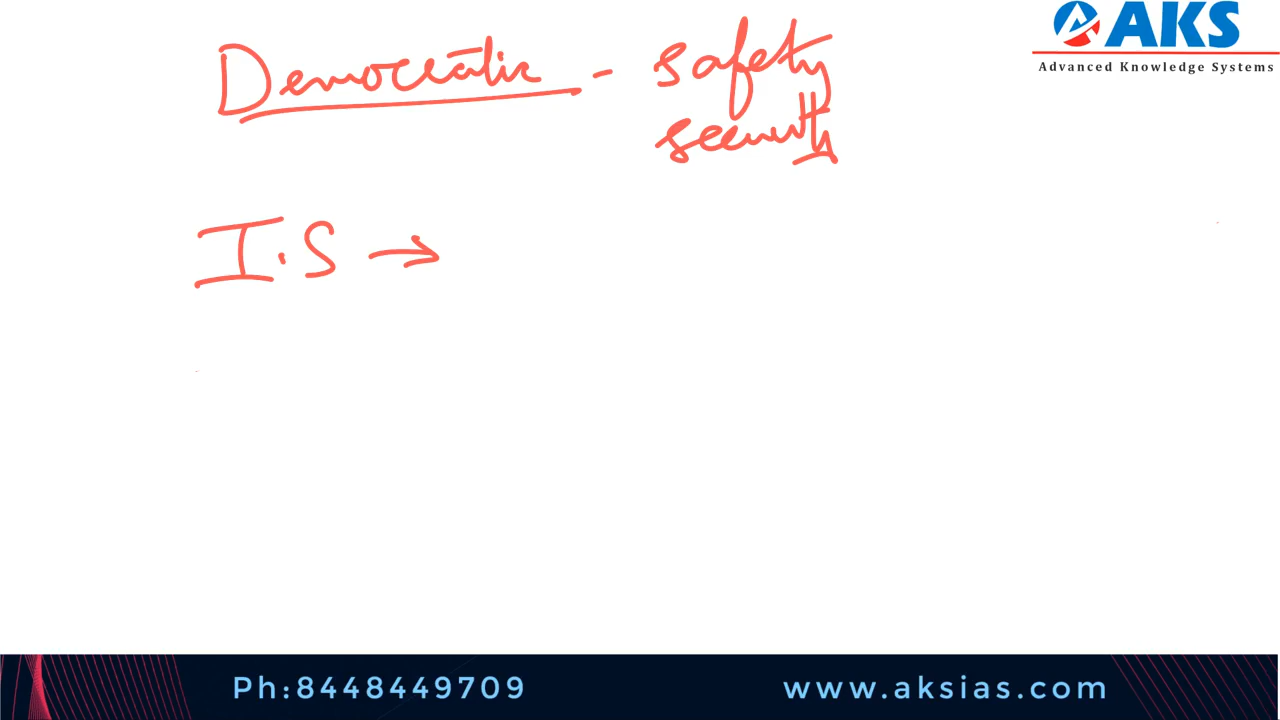 AKS
Advanced Knowledge Systems
Democratic - safety
security
I.S →
Ph:8448449709
www.aksias.com